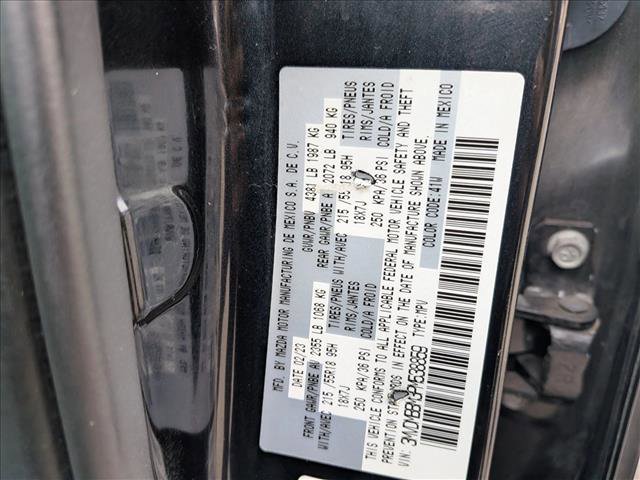 MFD. BY MAZDA MOTOR MANUFACTURING DE MEXICO S.A. DE C.V.
DATE 02/23 GVWR/PNBV 4381 LB 1987 KG
FRONT GAWR/PNBE AV 2355 LB 1068 KG REAR GAWR/PNBE A 2072 LB 940 KG
WITH/AVEC TIRES/PNEUS WITH/AVEC TIRES/PNEUS
215 /55R18 95H 215 /55 18 95H
18X7J RIMS/JANTES 18X7J RIMS/JANTES
250 KPA/36 PSI COLD/A FROID 250 KPA/36 PSI COLD/A FROID
THIS VEHICLE CONFORMS TO ALL APPLICABLE FEDERAL MOTOR VEHICLE SAFETY AND THEFT
PREVENTION STANDARDS IN EFFECT ON THE DATE OF MANUFACTURE SHOWN ABOVE.
VIN: TYPE:MPV COLOR CODE:41W MADE IN MEXICO